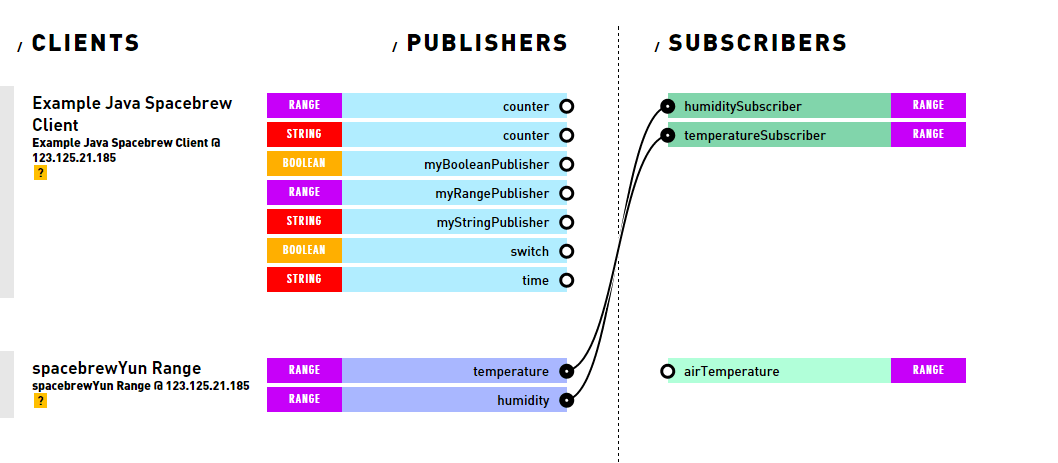 / CLIENTS
/ PUBLISHERS
/ SUBSCRIBERS
Example Java Spacebrew
Client
Example Java Spacebrew Client @
123.125.21.185
?
RANGE counter
STRING counter
BOOLEAN myBooleanPublisher
RANGE myRangePublisher
STRING myStringPublisher
BOOLEAN switch
STRING time
humiditySubscriber RANGE
temperatureSubscriber RANGE
spacebrewYun Range
spacebrewYun Range @ 123.125.21.185
?
RANGE temperature
RANGE humidity
airTemperature RANGE